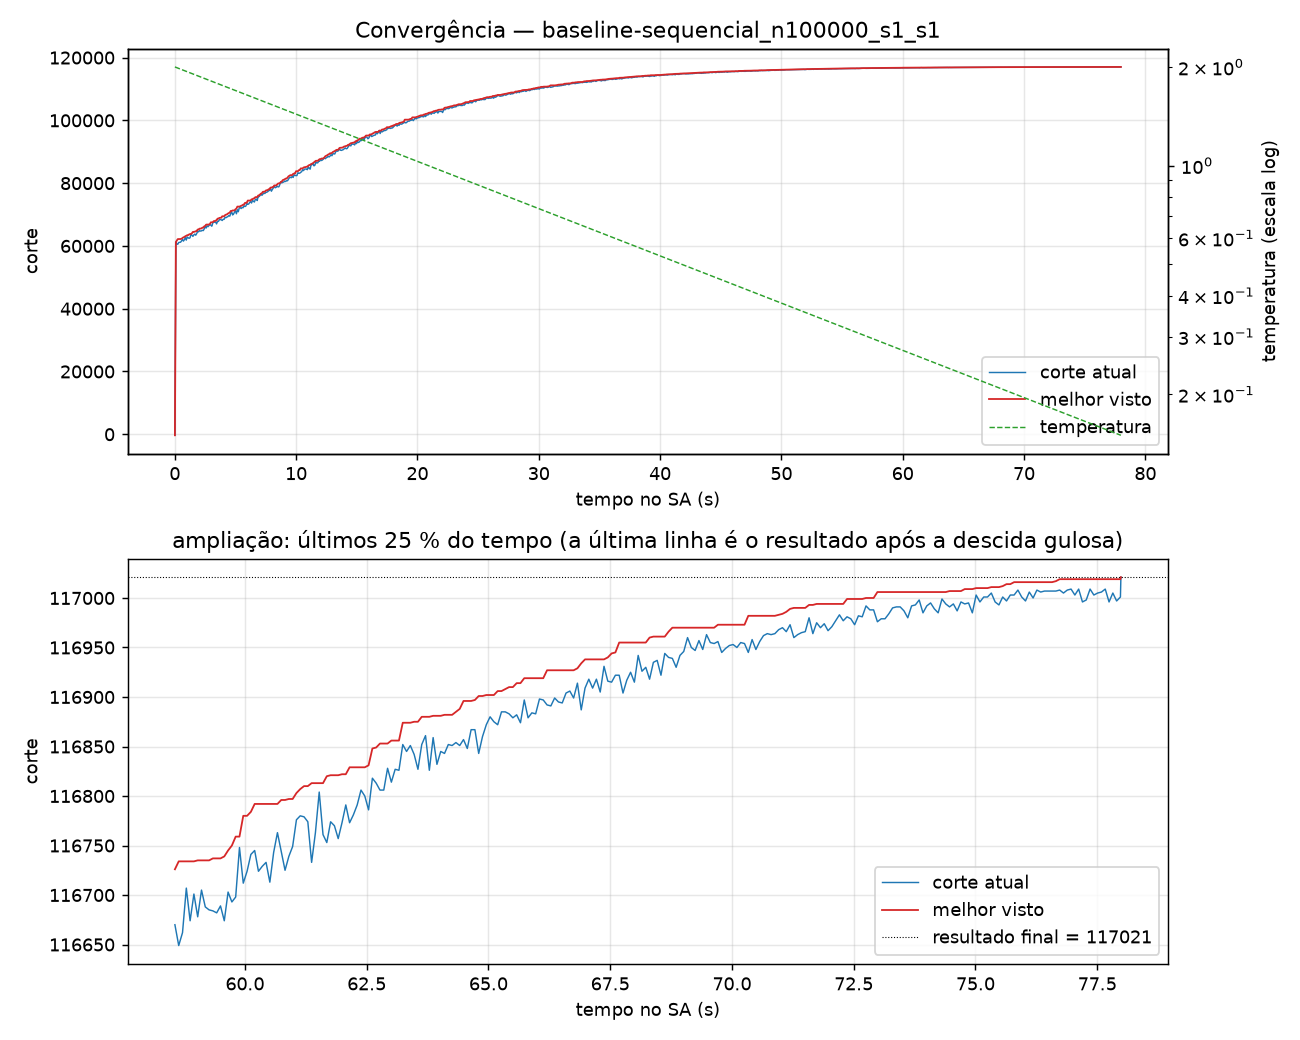 Convergência — baseline-sequencial_n100000_s1_s1
120000
100000
80000
60000
40000
20000
0
corte
2 × 10⁰
10⁰
6 × 10⁻¹
4 × 10⁻¹
3 × 10⁻¹
2 × 10⁻¹
temperatura (escala log)
corte atual
melhor visto
temperatura
0 10 20 30 40 50 60 70 80
tempo no SA (s)
ampliação: últimos 25 % do tempo (a última linha é o resultado após a descida gulosa)
117000
116950
116900
116850
116800
116750
116700
116650
corte
corte atual
melhor visto
resultado final = 117021
60.0 62.5 65.0 67.5 70.0 72.5 75.0 77.5
tempo no SA (s)